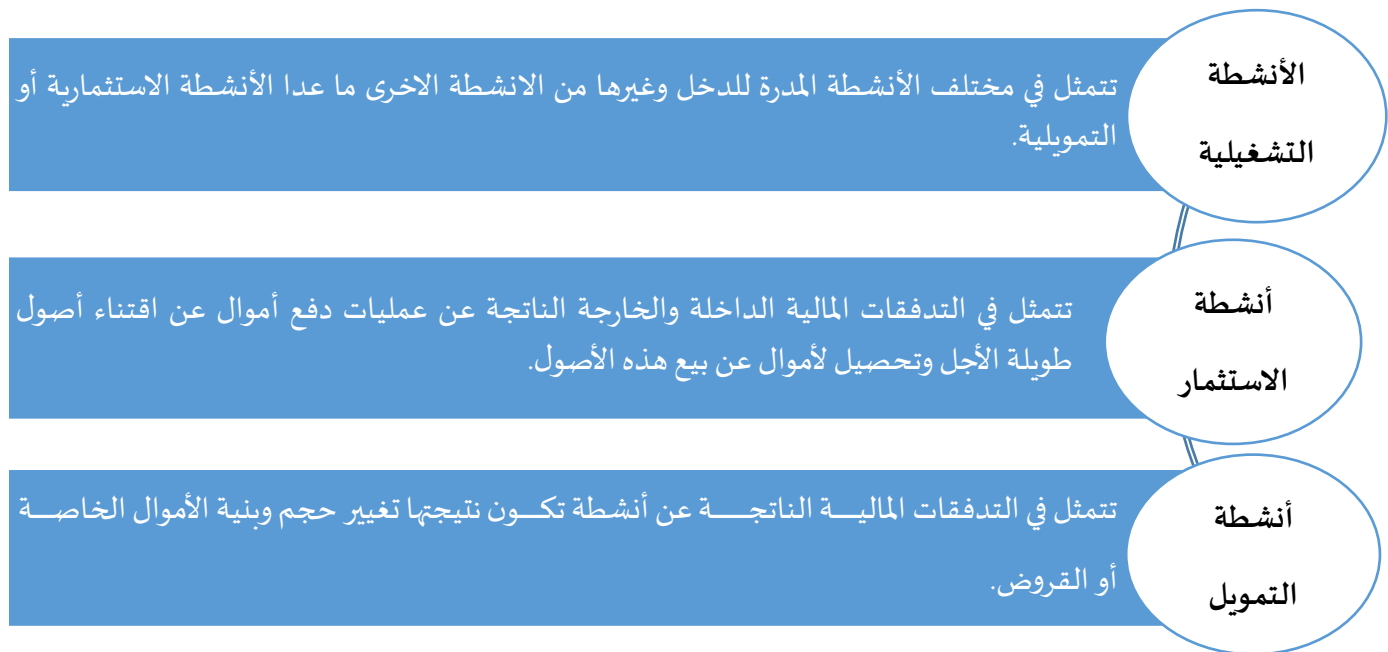 الأنشطة
التشغيلية
تتمثل في مختلف الأنشطة المدرة للدخل وغيرها من الانشطة الاخرى ما عدا الأنشطة الاستثمارية أو
التمويلية.
أنشطة
الاستثمار
تتمثل في التدفقات المالية الداخلة والخارجة الناتجة عن عمليات دفع أموال عن اقتناء أصول
طويلة الأجل وتحصيل لأموال عن بيع هذه الأصول.
أنشطة
التمويل
تتمثل في التدفقات الماليـــة الناتجـــــة عن أنشطة تكـــون نتيجتها تغيير حجم وبنية الأموال الخاصـــة
أو القروض.